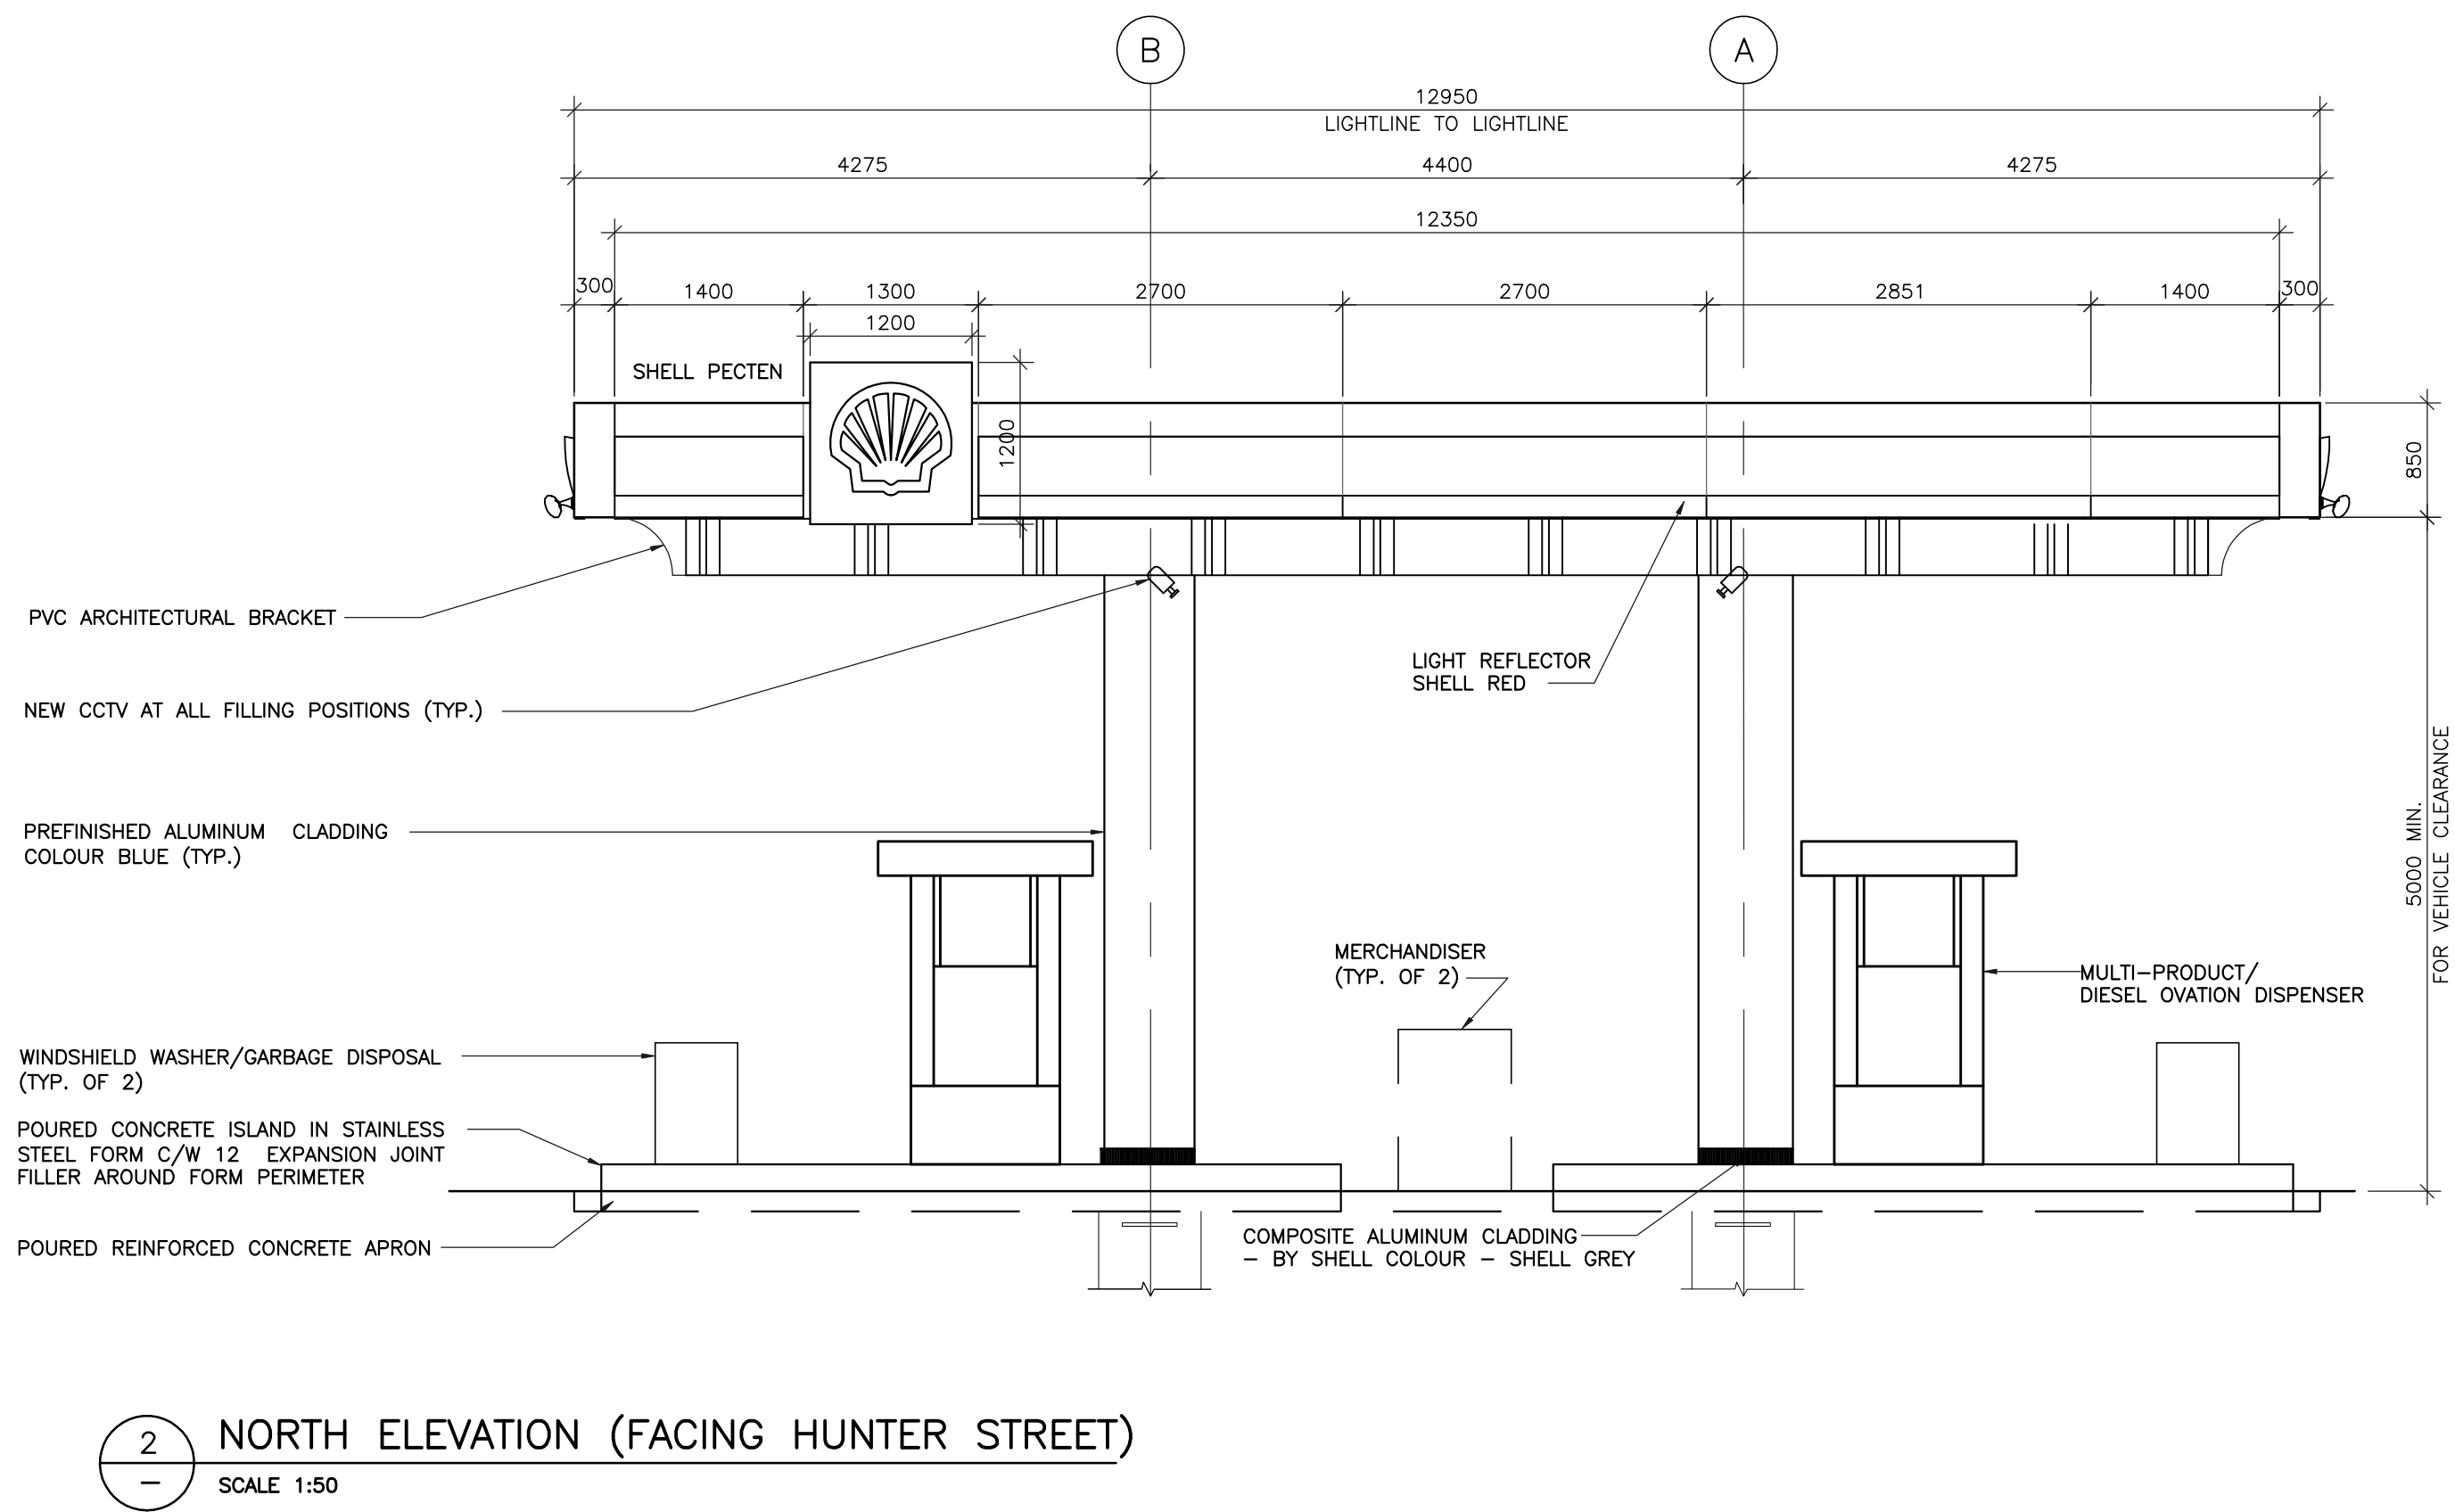 B
A
12950
LIGHTLINE TO LIGHTLINE
4275
4400
4275
12350
300
1400
1300
2700
2700
2851
1400
300
1200
SHELL PECTEN
1200
850
PVC ARCHITECTURAL BRACKET
LIGHT REFLECTOR
SHELL RED
NEW CCTV AT ALL FILLING POSITIONS (TYP.)
PREFINISHED ALUMINUM CLADDING
COLOUR BLUE (TYP.)
5000 MIN.
FOR VEHICLE CLEARANCE
MERCHANDISER
(TYP. OF 2)
MULTI-PRODUCT/
DIESEL OVATION DISPENSER
WINDSHIELD WASHER/GARBAGE DISPOSAL
(TYP. OF 2)
POURED CONCRETE ISLAND IN STAINLESS
STEEL FORM C/W 12 EXPANSION JOINT
FILLER AROUND FORM PERIMETER
POURED REINFORCED CONCRETE APRON
COMPOSITE ALUMINUM CLADDING
- BY SHELL COLOUR - SHELL GREY
2
-
NORTH ELEVATION (FACING HUNTER STREET)
SCALE 1:50